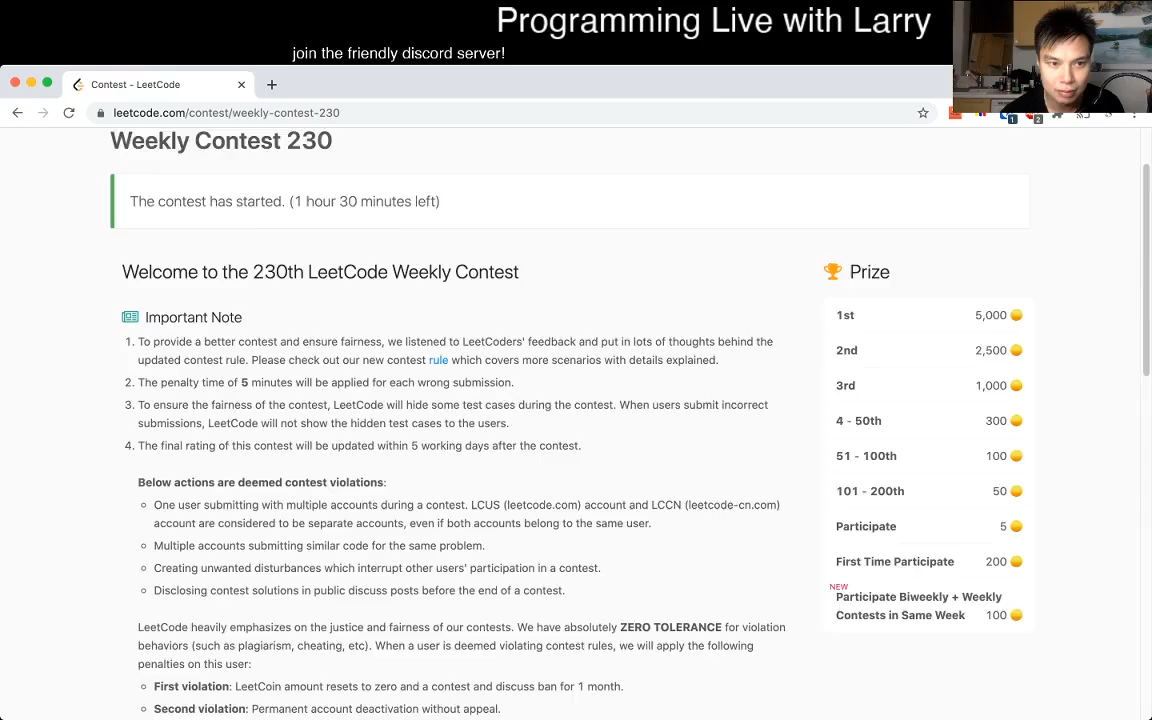 Programming Live with Larry
join the friendly discord server!
Contest - LeetCode
leetcode.com/contest/weekly-contest-230
1
2
Weekly Contest 230
The contest has started. (1 hour 30 minutes left)
Welcome to the 230th LeetCode Weekly Contest
Important Note
1. To provide a better contest and ensure fairness, we listened to LeetCoders' feedback and put in lots of thoughts behind the
updated contest rule. Please check out our new contest rule which covers more scenarios with details explained.
2. The penalty time of 5 minutes will be applied for each wrong submission.
3. To ensure the fairness of the contest, LeetCode will hide some test cases during the contest. When users submit incorrect
submissions, LeetCode will not show the hidden test cases to the users.
4. The final rating of this contest will be updated within 5 working days after the contest.
Below actions are deemed contest violations:
One user submitting with multiple accounts during a contest. LCUS (leetcode.com) account and LCCN (leetcode-cn.com)
account are considered to be separate accounts, even if both accounts belong to the same user.
Multiple accounts submitting similar code for the same problem.
Creating unwanted disturbances which interrupt other users' participation in a contest.
Disclosing contest solutions in public discuss posts before the end of a contest.
LeetCode heavily emphasizes on the justice and fairness of our contests. We have absolutely ZERO TOLERANCE for violation
behaviors (such as plagiarism, cheating, etc). When a user is deemed violating contest rules, we will apply the following
penalties on this user:
First violation: LeetCoin amount resets to zero and a contest and discuss ban for 1 month.
Second violation: Permanent account deactivation without appeal.
Prize
1st 5,000
2nd 2,500
3rd 1,000
4 - 50th 300
51 - 100th 100
101 - 200th 50
Participate 5
First Time Participate 200
NEW
Participate Biweekly + Weekly
Contests in Same Week 100